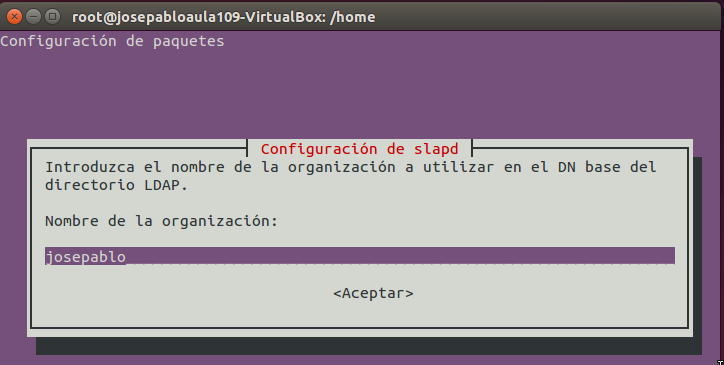 root@josepabloaula109-VirtualBox: /home
Configuración de paquetes
Configuración de slapd
Introduzca el nombre de la organización a utilizar en el DN base del
directorio LDAP.
Nombre de la organización:
josepablo
<Aceptar>